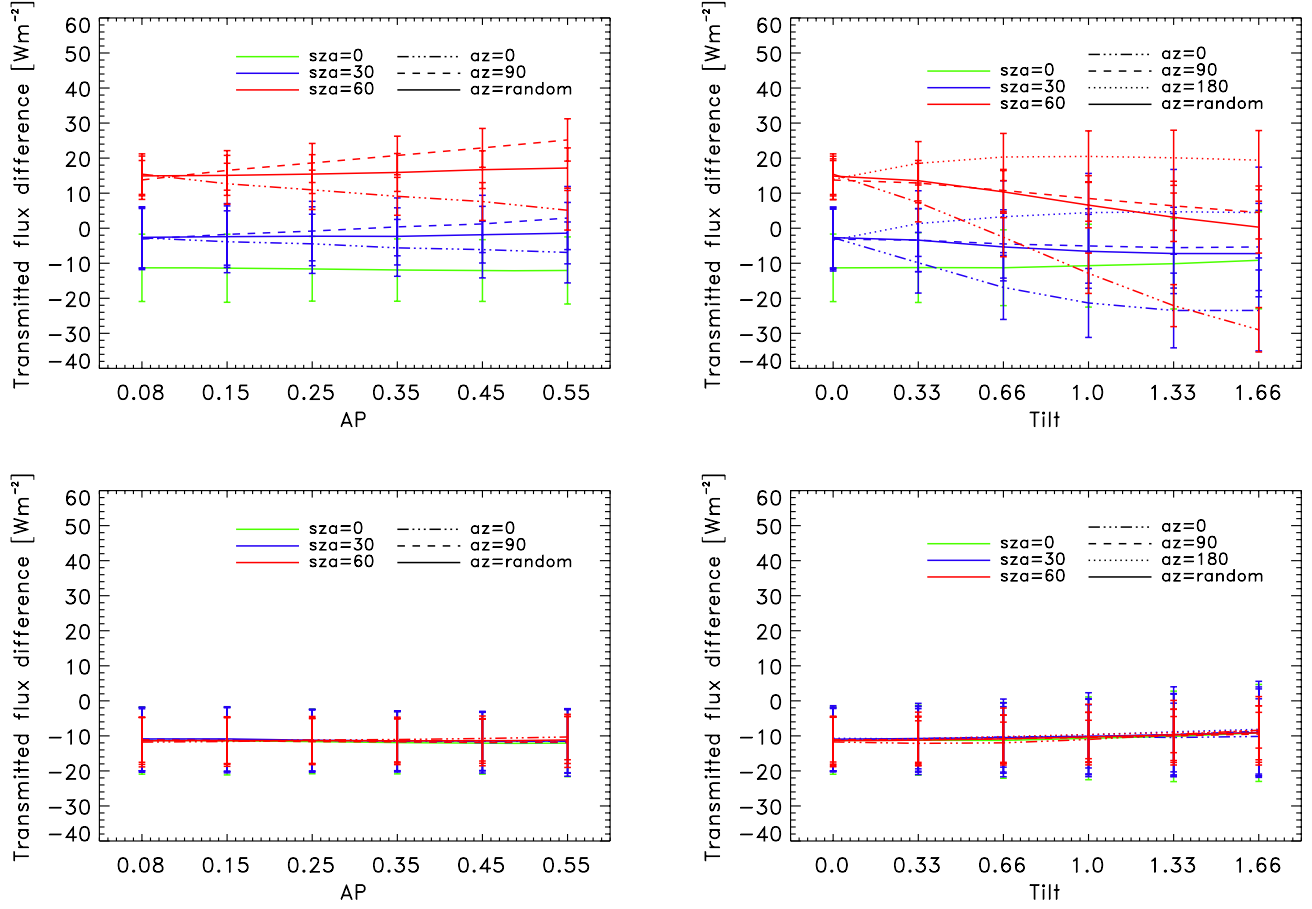 Transmitted flux difference [Wm⁻²]
60
50
40
30
20
10
0
−10
−20
−30
−40
sza=0
sza=30
sza=60
az=0
az=90
az=random
0.08 0.15 0.25 0.35 0.45 0.55
AP
Transmitted flux difference [Wm⁻²]
60
50
40
30
20
10
0
−10
−20
−30
−40
sza=0
sza=30
sza=60
az=0
az=90
az=180
az=random
0.0 0.33 0.66 1.0 1.33 1.66
Tilt
Transmitted flux difference [Wm⁻²]
60
50
40
30
20
10
0
−10
−20
−30
−40
sza=0
sza=30
sza=60
az=0
az=90
az=random
0.08 0.15 0.25 0.35 0.45 0.55
AP
Transmitted flux difference [Wm⁻²]
60
50
40
30
20
10
0
−10
−20
−30
−40
sza=0
sza=30
sza=60
az=0
az=90
az=180
az=random
0.0 0.33 0.66 1.0 1.33 1.66
Tilt